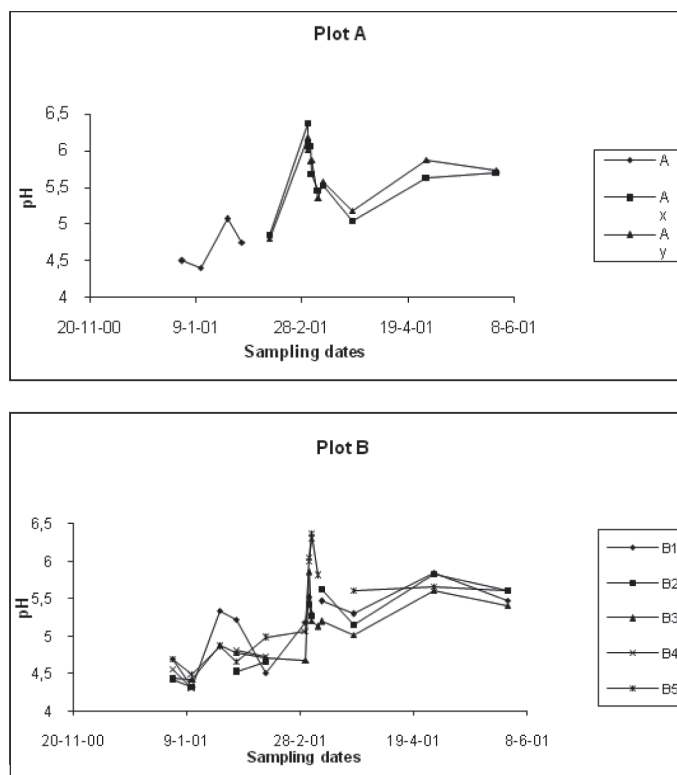 Plot A
6,5
6
5,5
5
4,5
4
pH
20-11-00 9-1-01 28-2-01 19-4-01 8-6-01
Sampling dates
A
A
x
A
y
Plot B
6,5
6
5,5
5
4,5
4
pH
20-11-00 9-1-01 28-2-01 19-4-01 8-6-01
Sampling dates
B1
B2
B3
B4
B5